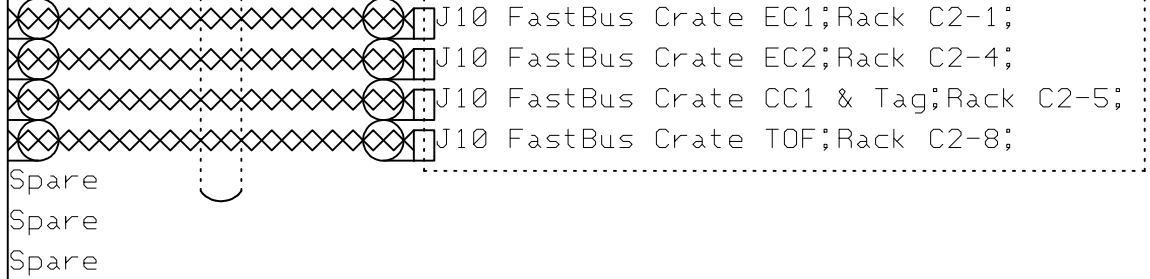 J10 FastBus Crate EC1;Rack C2-1;
J10 FastBus Crate EC2;Rack C2-4;
J10 FastBus Crate CC1 & Tag;Rack C2-5;
J10 FastBus Crate TOF;Rack C2-8;
Spare
Spare
Spare